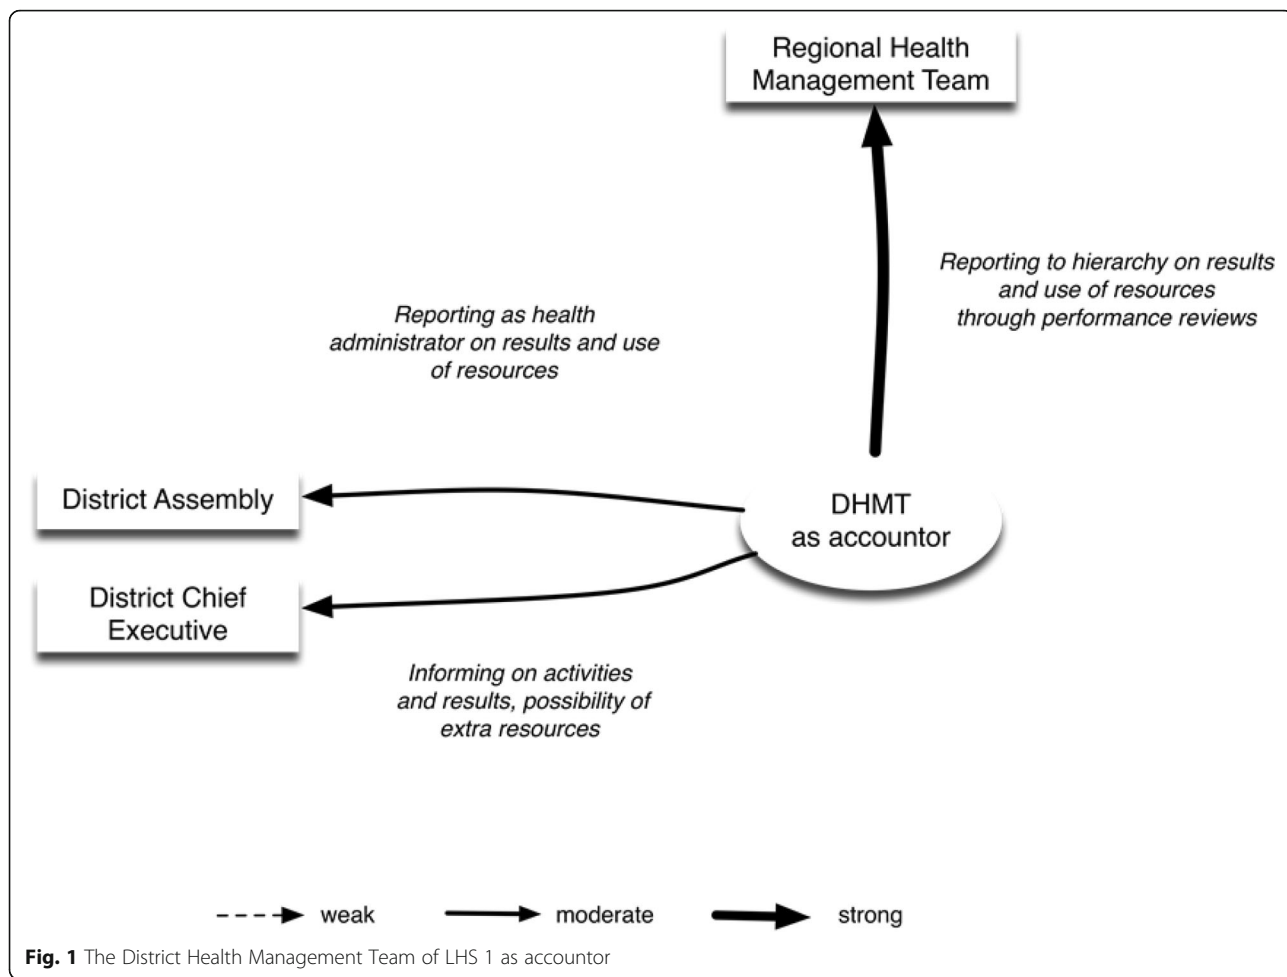 Regional Health
Management Team
Reporting to hierarchy on results
and use of resources
through performance reviews
Reporting as health
administrator on results and use
of resources
District Assembly
DHMT
as accountor
District Chief
Executive
Informing on activities
and results, possibility of
extra resources
weak
moderate
strong
Fig. 1 The District Health Management Team of LHS 1 as accountor